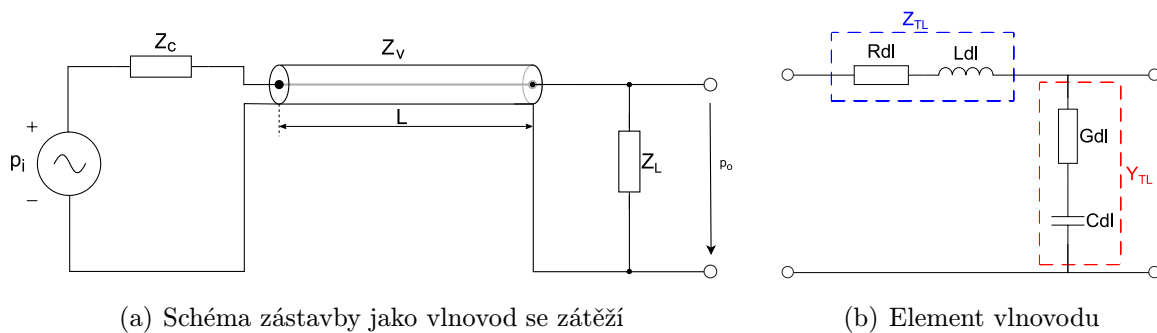 Z_C
Z_V
L
+
p_i
−
Z_L
p_o
(a) Schéma zástavby jako vlnovod se zátěží
Z_TL
Rdl
Ldl
Gdl
Y_TL
Cdl
(b) Element vlnovodu